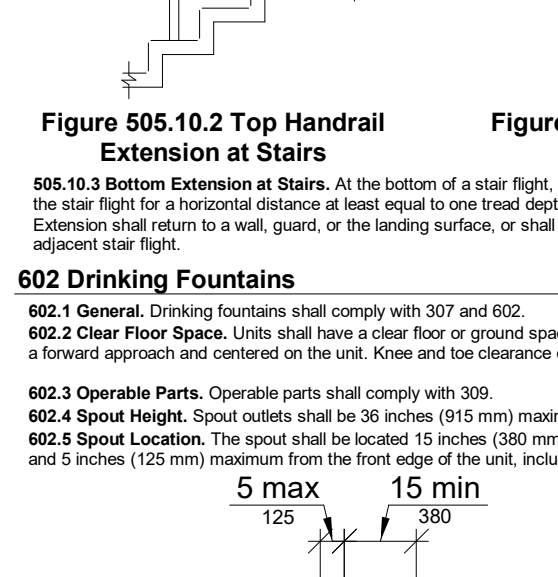 Figure 505.10.2 Top Handrail
Extension at Stairs
Figure
505.10.3 Bottom Extension at Stairs. At the bottom of a stair flight,
the stair flight for a horizontal distance at least equal to one tread dept
Extension shall return to a wall, guard, or the landing surface, or shall
adjacent stair flight.
602 Drinking Fountains
602.1 General. Drinking fountains shall comply with 307 and 602.
602.2 Clear Floor Space. Units shall have a clear floor or ground spa
a forward approach and centered on the unit. Knee and toe clearance
602.3 Operable Parts. Operable parts shall comply with 309.
602.4 Spout Height. Spout outlets shall be 36 inches (915 mm) maxi
602.5 Spout Location. The spout shall be located 15 inches (380 mm
and 5 inches (125 mm) maximum from the front edge of the unit, inclu
5 max 15 min
125 380